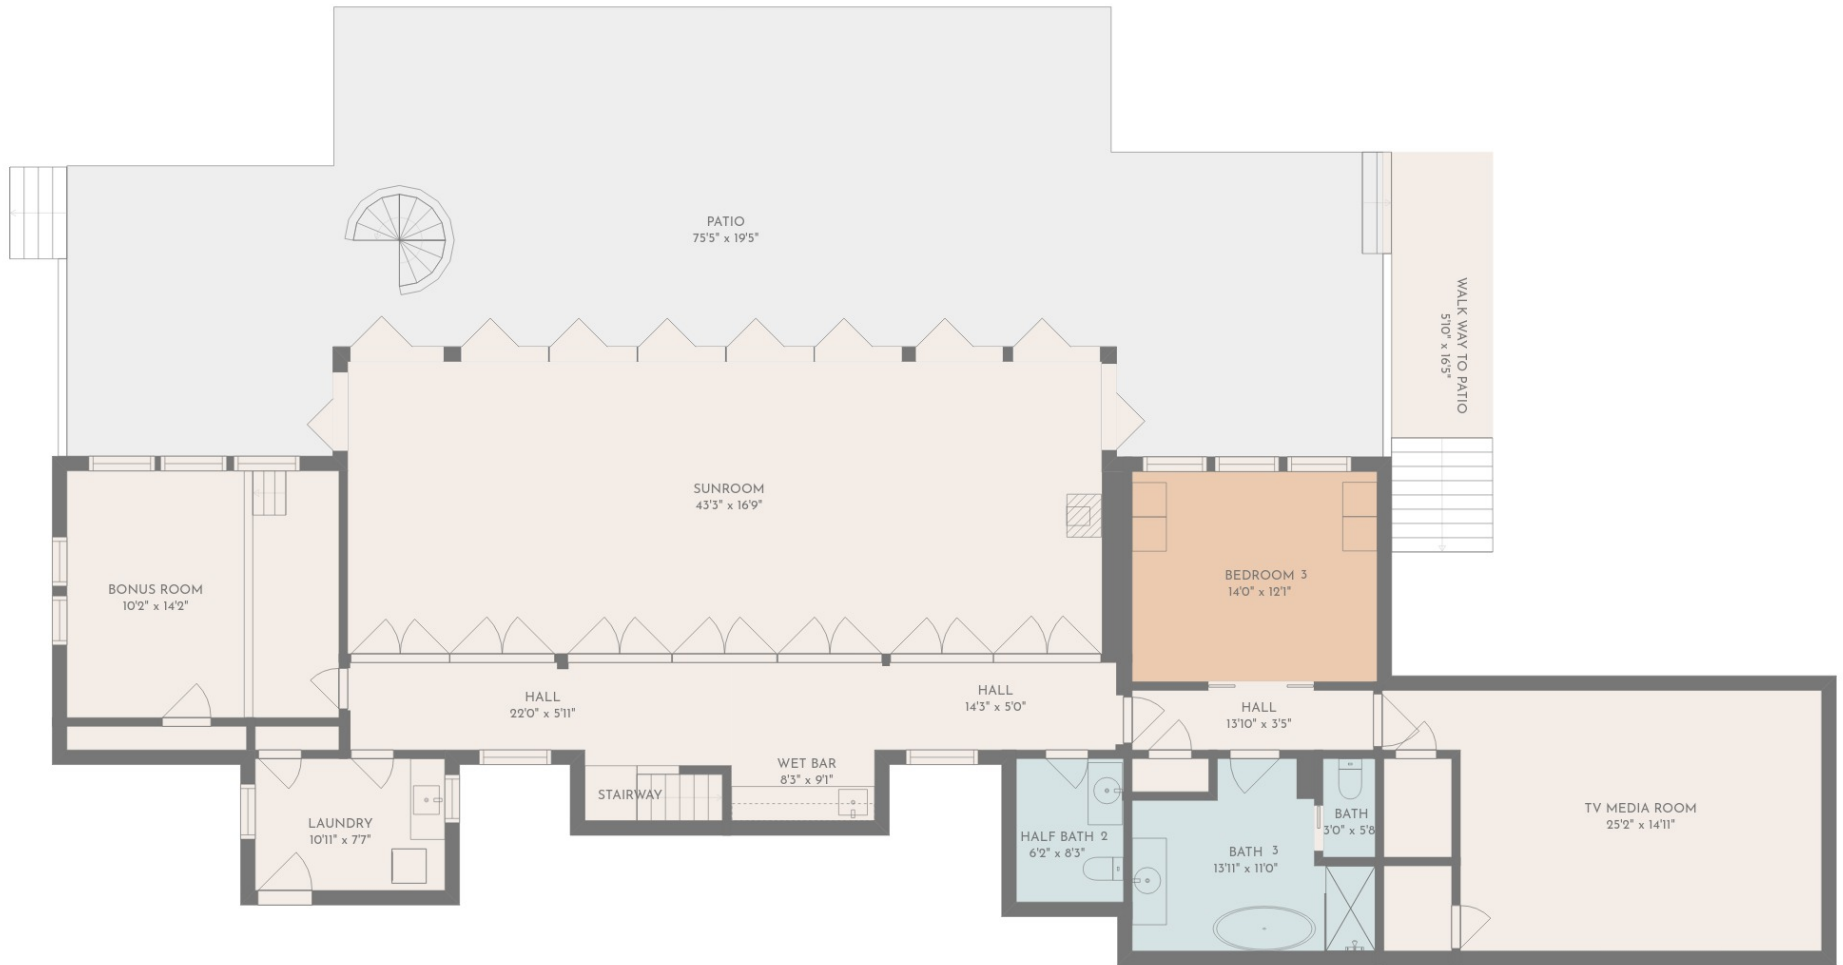 PATIO
75'5" x 19'5"
WALK WAY TO PATIO
5'10" x 16'5"
SUNROOM
43'3" x 16'9"
BEDROOM 3
14'0" x 12'1"
BONUS ROOM
10'2" x 14'2"
HALL
22'0" x 5'11"
HALL
14'3" x 5'0"
HALL
13'10" x 3'5"
WET BAR
8'3" x 9'1"
STAIRWAY
LAUNDRY
10'11" x 7'7"
HALF BATH 2
6'2" x 8'3"
BATH
3'0" x 5'8
BATH 3
13'11" x 11'0"
TV MEDIA ROOM
25'2" x 14'11"